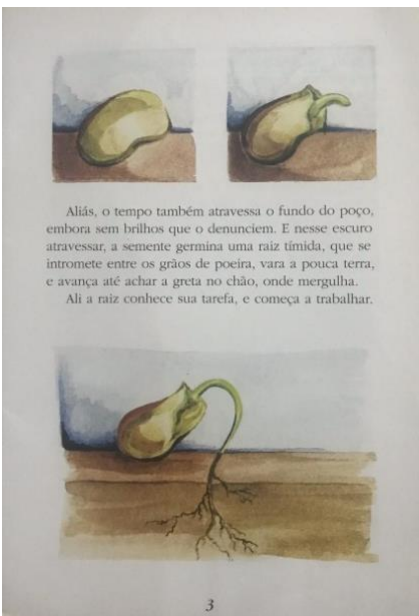 Aliás, o tempo também atravessa o fundo do poço,
embora sem brilhos que o denunciem. E nesse escuro
atravessar, a semente germina uma raiz tímida, que se
intromete entre os grãos de poeira, vara a pouca terra,
e avança até achar a greta no chão, onde mergulha.
Ali a raiz conhece sua tarefa, e começa a trabalhar.
3